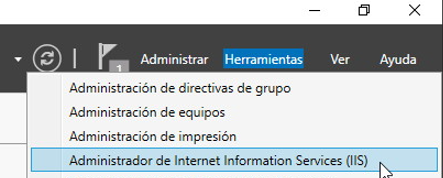 1
Administrar
Herramientas
Ver
Ayuda
Administración de directivas de grupo
Administración de equipos
Administración de impresión
Administrador de Internet Information Services (IIS)